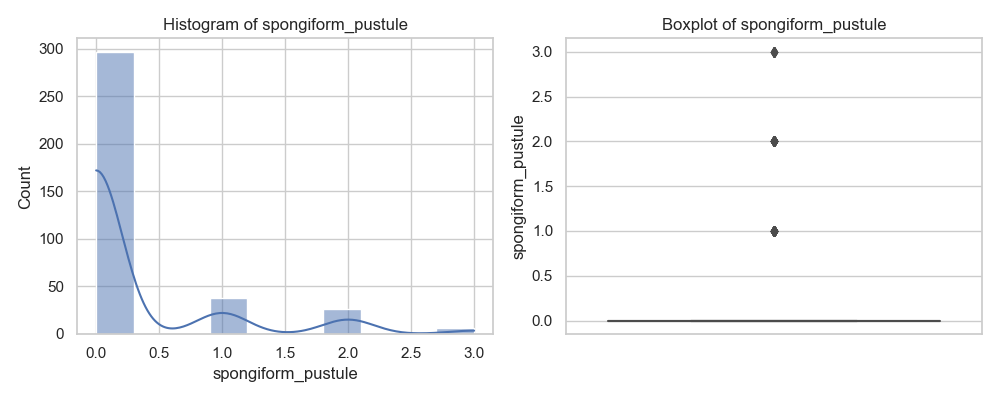 Histogram of spongiform_pustule
300
250
200
150
100
50
0
Count
0.0 0.5 1.0 1.5 2.0 2.5 3.0
spongiform_pustule
Boxplot of spongiform_pustule
3.0
2.5
2.0
1.5
1.0
0.5
0.0
spongiform_pustule